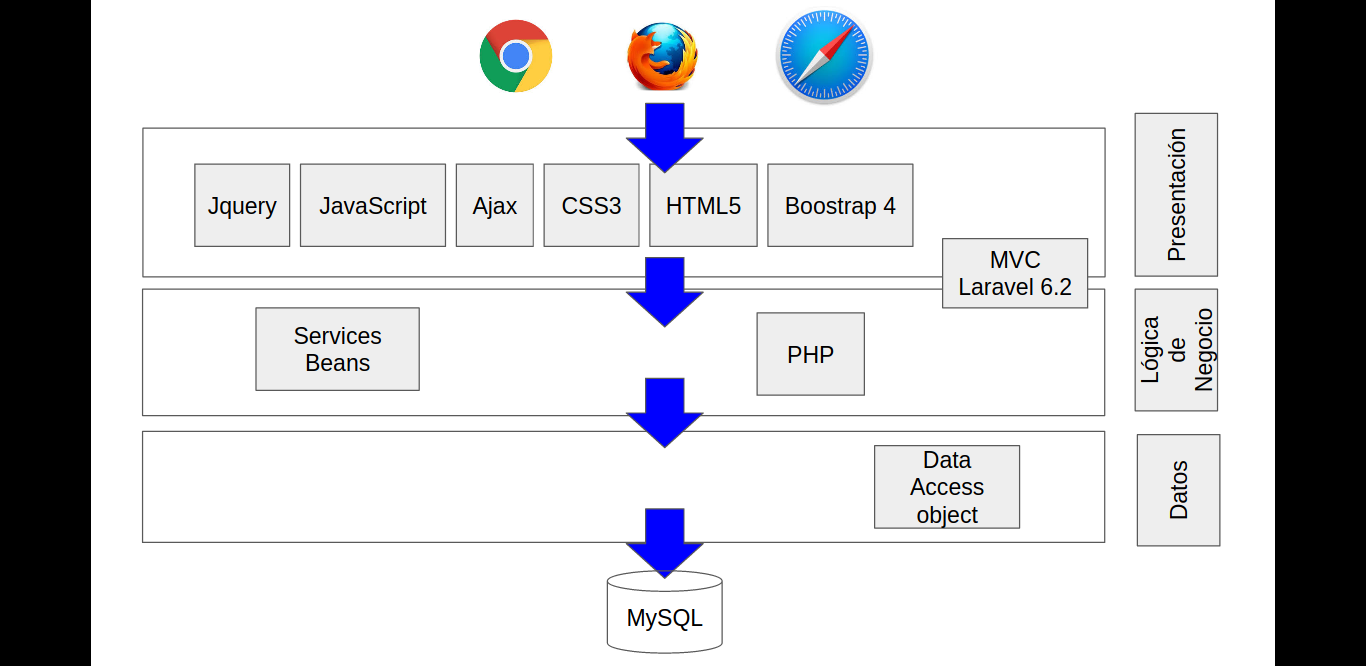 Jquery
JavaScript
Ajax
CSS3
HTML5
Boostrap 4
Presentación
MVC
Laravel 6.2
Services
Beans
PHP
Lógica
de
Negocio
Data
Access
object
Datos
MySQL